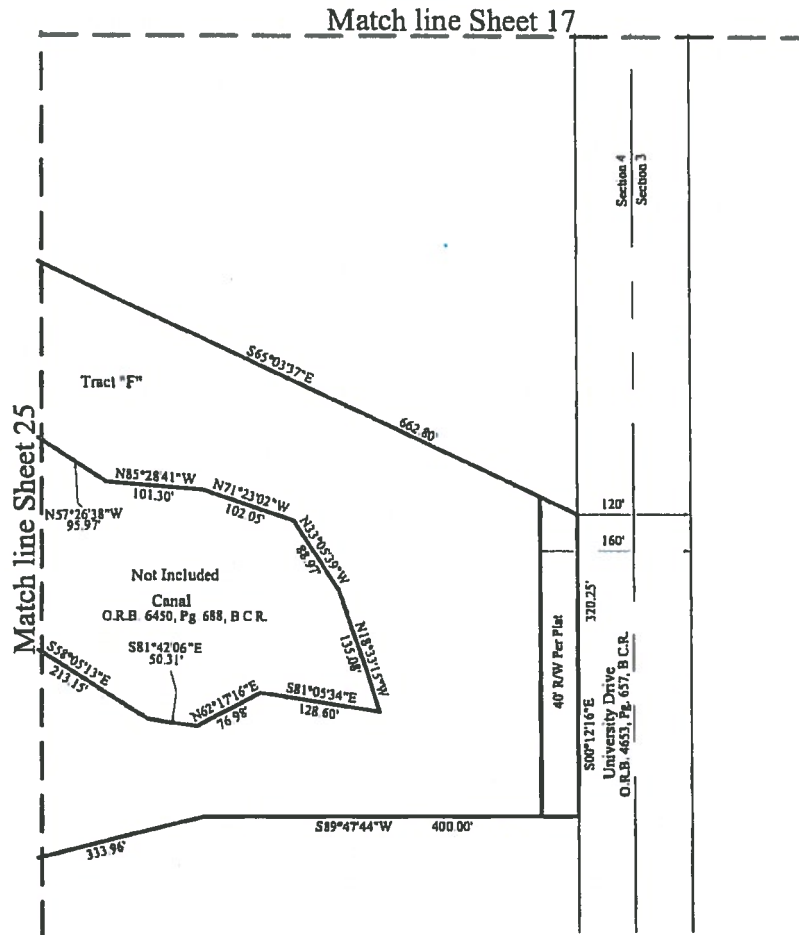 Match line Sheet 17
Section 4
Section 3
S65°03'37"E
662.80'
Tract "F"
Match line Sheet 25
N85°28'41"W
101.30'
N71°23'02"W
102.05'
N57°26'38"W
95.97'
N33°05'39"W
88.97'
120'
160'
Not Included
Canal
O.R.B. 6450, Pg 688, B C R.
N18°33'15"W
135.08'
S81°42'06"E
50.31'
S58°05'13"E
213.15'
N62°17'16"E
76.98'
S81°05'34"E
128.60'
40' R/W Per Plat
S00°12'16"E
320.25'
University Drive
O.R.B. 4653, Pg. 657, B C.R.
S89°47'44"W
400.00'
333.96'